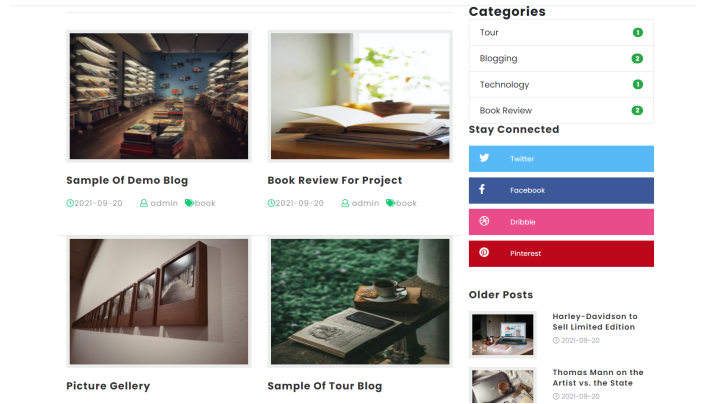 Sample Of Demo Blog
2021-09-20 admin book
Book Review For Project
2021-09-20 admin book
Picture Gellery
Sample Of Tour Blog
Categories
Tour 1
Blogging 2
Technology 1
Book Review 2
Stay Connected
Twitter
Facebook
Dribble
Pinterest
Older Posts
Harley-Davidson to
Sell Limited Edition
2021-09-20
Thomas Mann on the
Artist vs. the State
2021-09-20